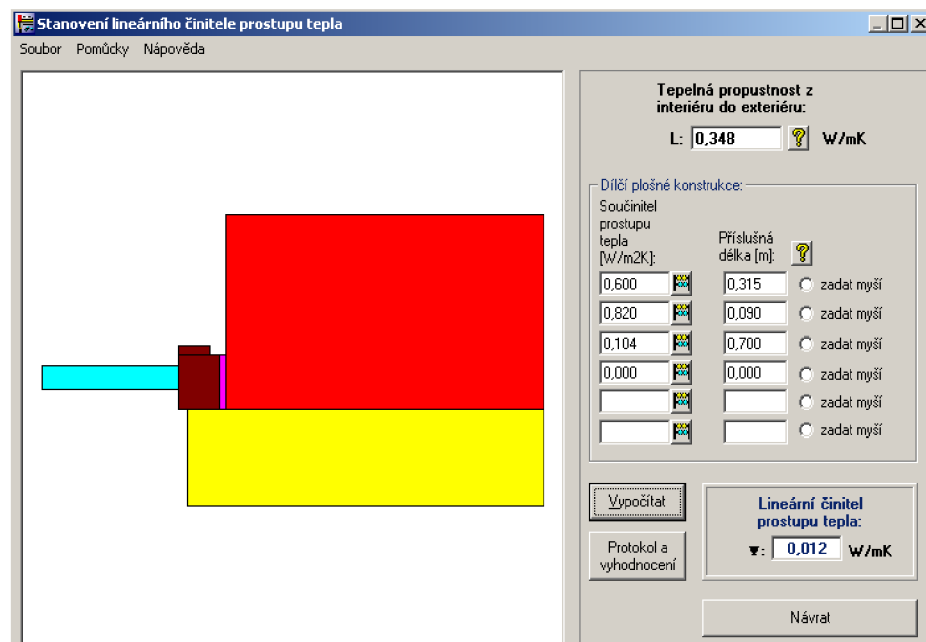 Stanovení lineárního činitele prostupu tepla
Soubor Pomůcky Nápověda
Tepelná propustnost z
interiéru do exteriéru:
L: 0,348 ? W/mK
Dílčí plošné konstrukce:
Součinitel
prostupu
tepla
[W/m2K]:
Příslušná
délka [m]: ?
0,600 0,315 zadat myší
0,820 0,090 zadat myší
0,104 0,700 zadat myší
0,000 0,000 zadat myší
zadat myší
zadat myší
Vypočítat
Protokol a
vyhodnocení
Lineární činitel
prostupu tepla:
Ψ: 0,012 W/mK
Návrat